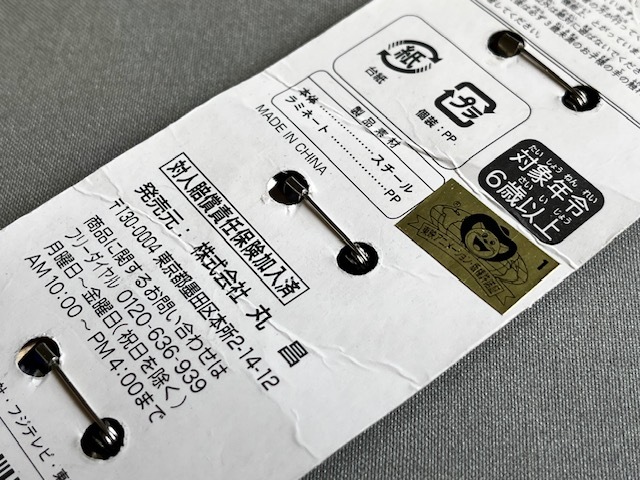 紙
台紙
プラ
個装:PP
製品素材
本体……………スチール
ラミネート……………PP
MADE IN CHINA
たいしょうねんれい
対象年令
さいいじょう
6歳以上
1
対人賠償責任保険加入済
発売元: 株式会社 丸昌
〒130-0004 東京都墨田区本所2-14-12
商品に関するお問い合わせは
フリーダイヤル 0120-636-939
月曜日〜金曜日(祝日を除く)
AM 10:00 〜 PM 4:00まで
・フジテレビ・東